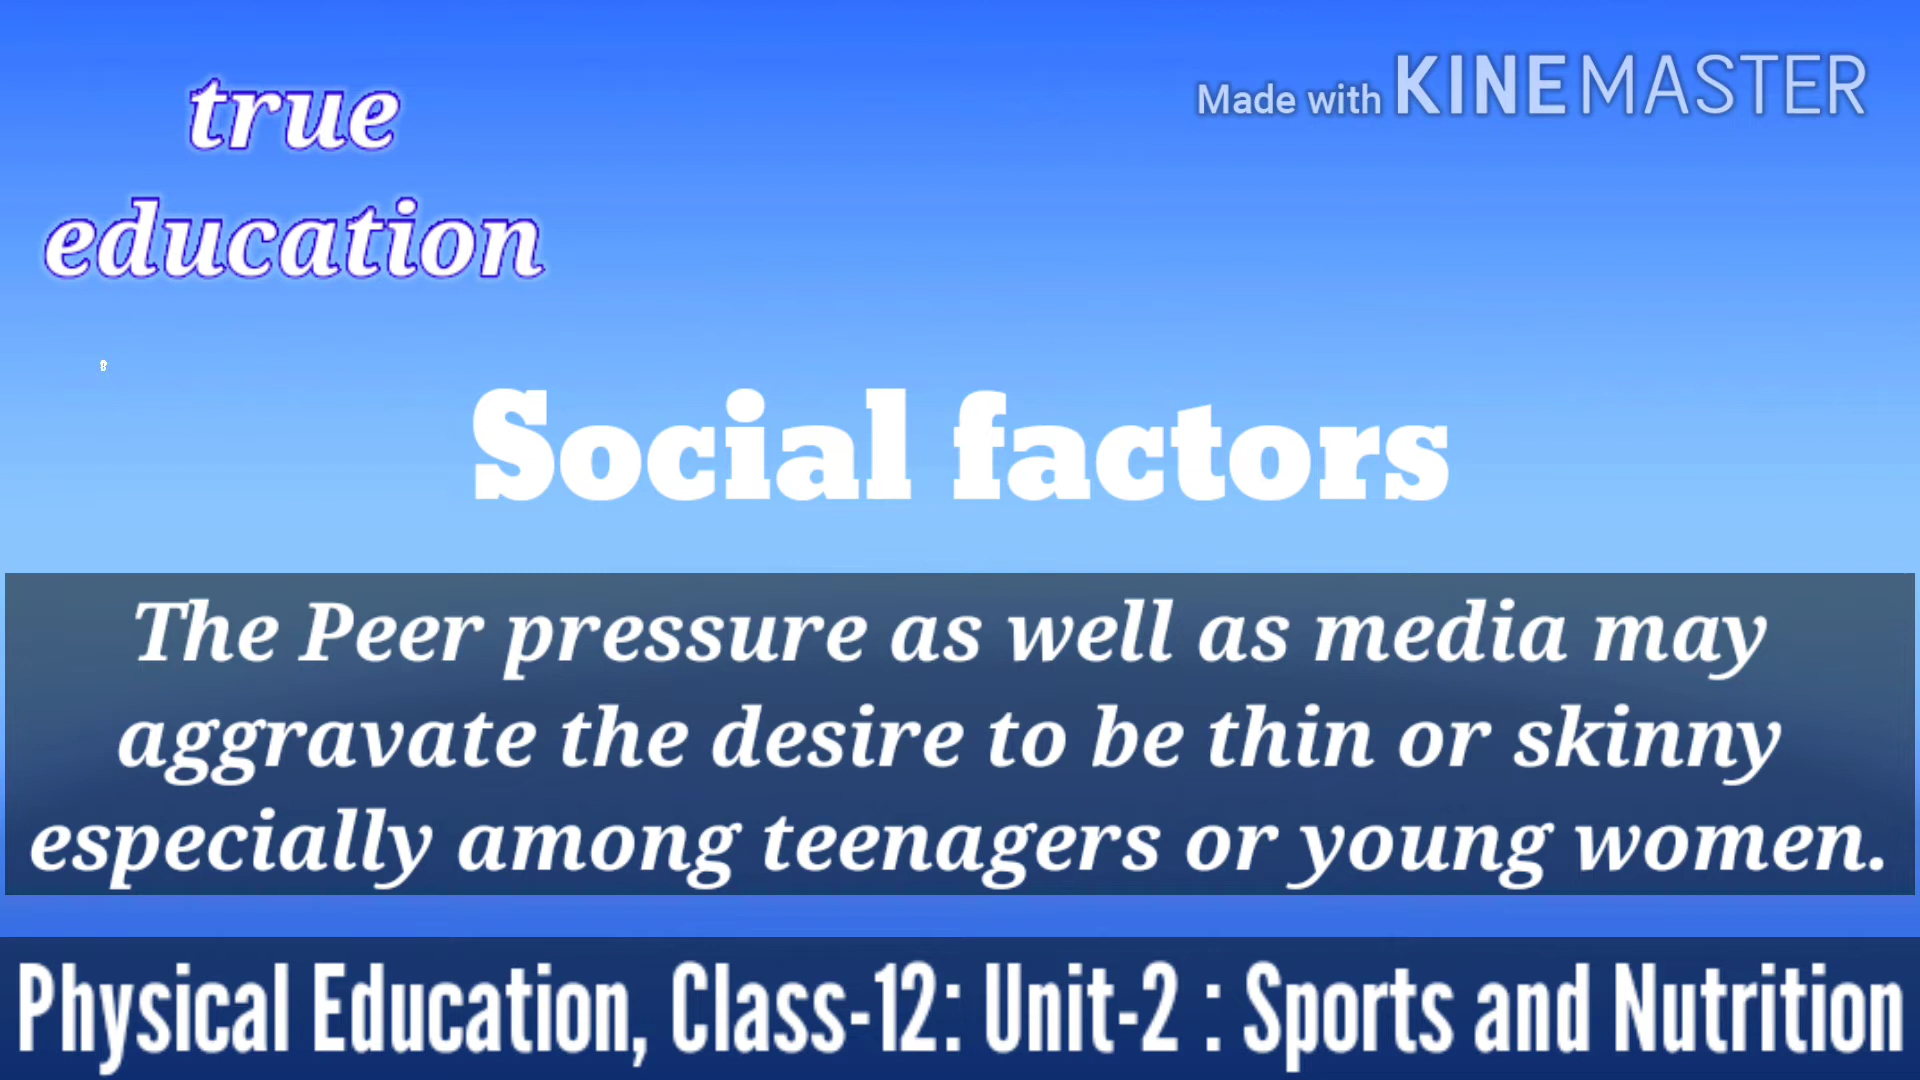 true
education
Made with KINEMASTER
Social factors
The Peer pressure as well as media may
aggravate the desire to be thin or skinny
especially among teenagers or young women.
Physical Education, Class-12: Unit-2 : Sports and Nutrition